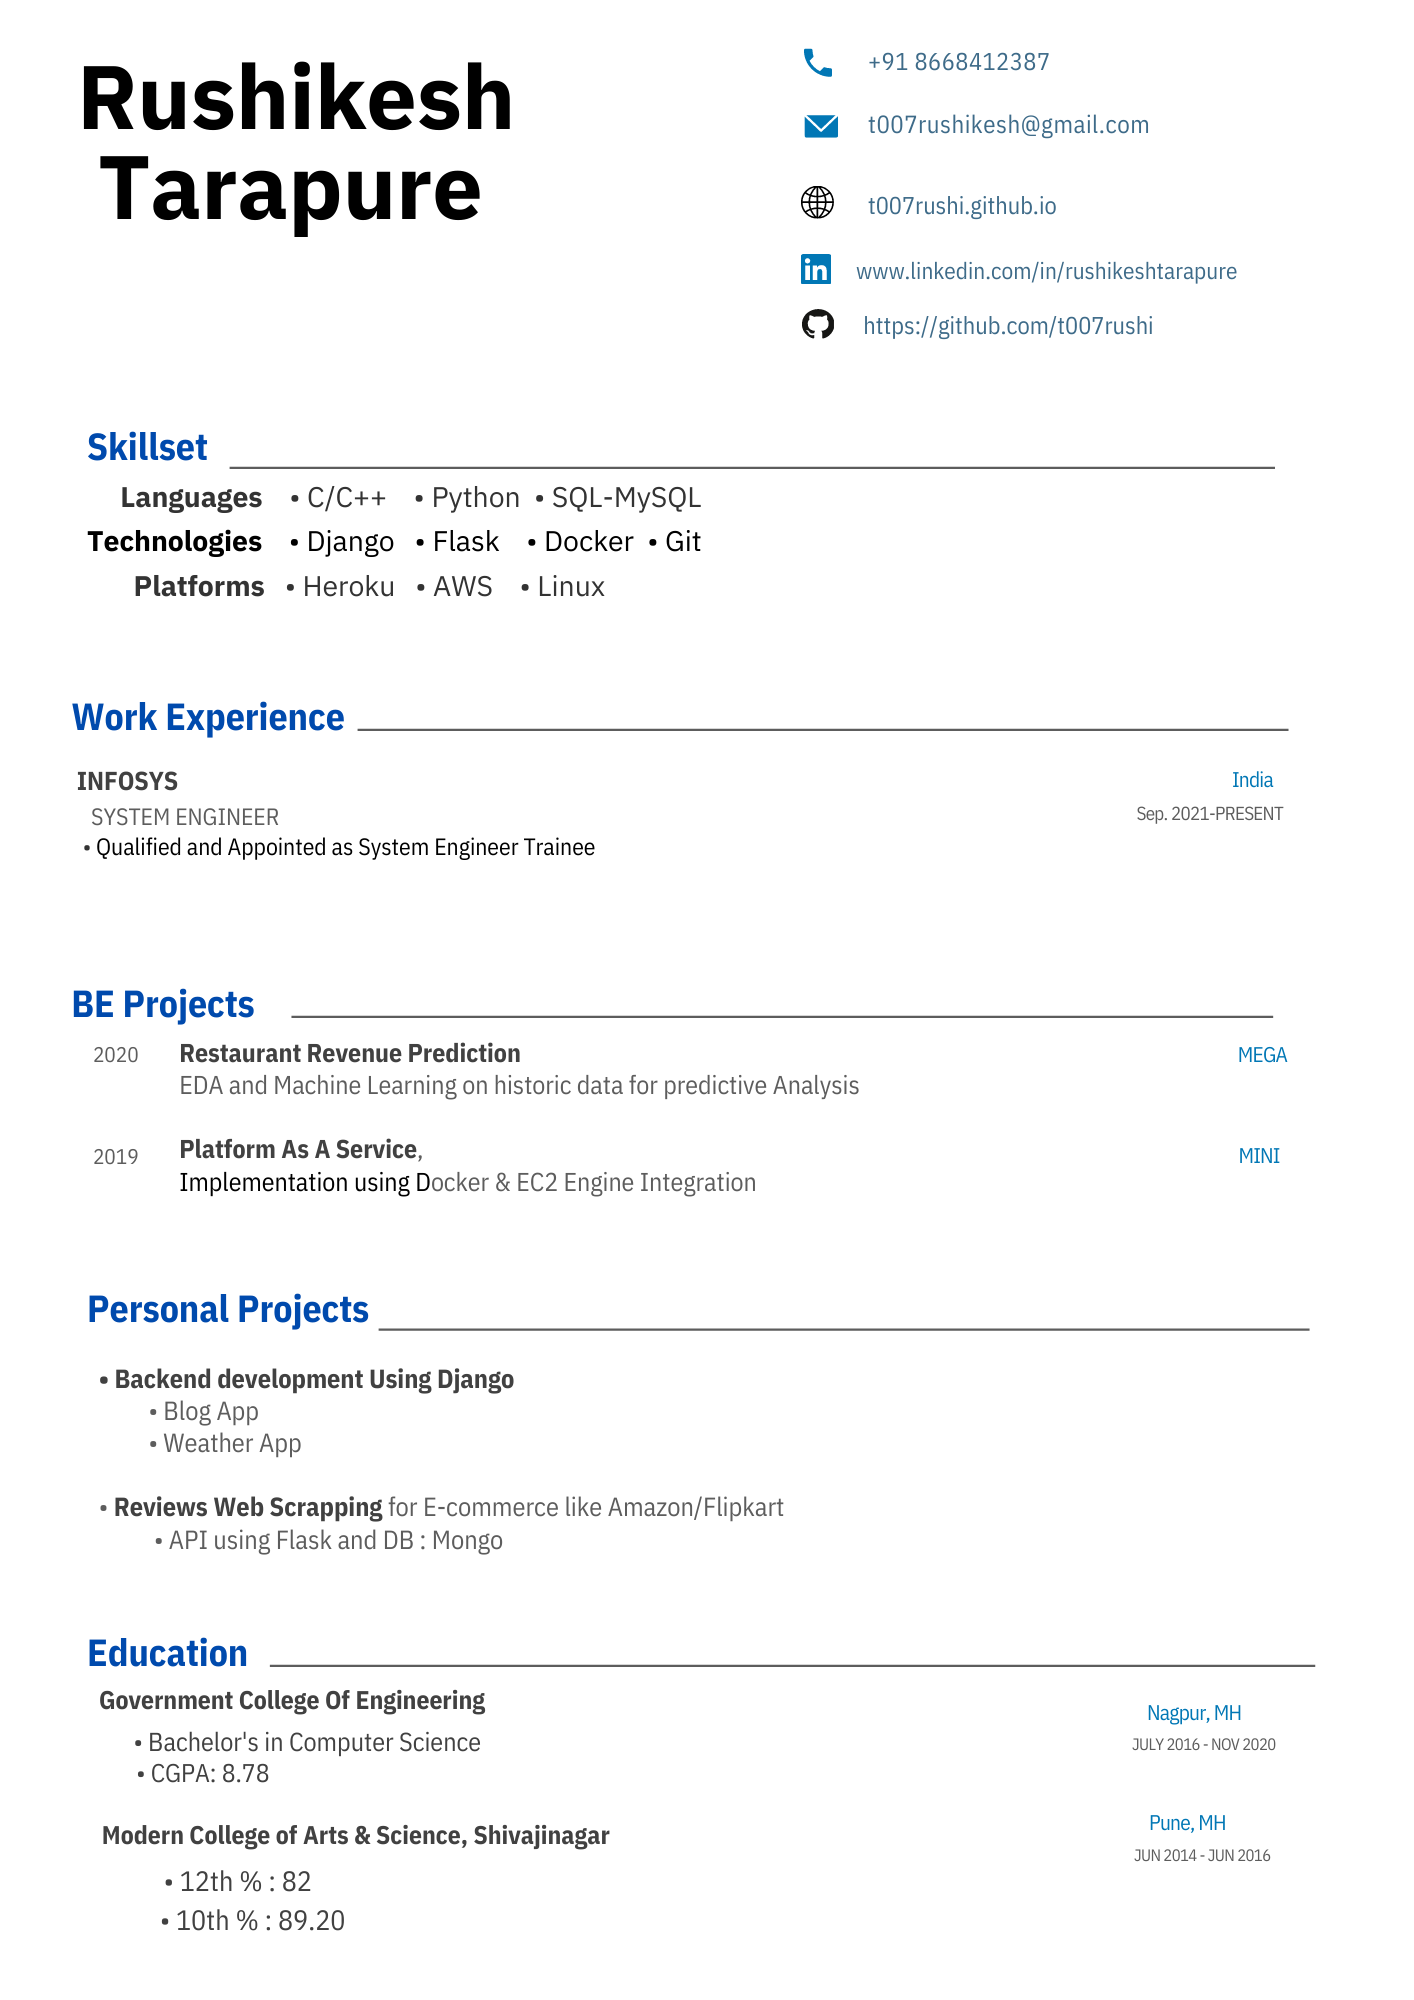 Rushikesh
Tarapure
+91 8668412387
t007rushikesh@gmail.com
t007rushi.github.io
in www.linkedin.com/in/rushikeshtarapure
https://github.com/t007rushi
Skillset
Languages • C/C++ • Python • SQL-MySQL
Technologies • Django • Flask • Docker • Git
Platforms • Heroku • AWS • Linux
Work Experience
INFOSYS India
SYSTEM ENGINEER Sep. 2021-PRESENT
• Qualified and Appointed as System Engineer Trainee
BE Projects
2020 Restaurant Revenue Prediction MEGA
EDA and Machine Learning on historic data for predictive Analysis
2019 Platform As A Service, MINI
Implementation using Docker & EC2 Engine Integration
Personal Projects
• Backend development Using Django
• Blog App
• Weather App
• Reviews Web Scrapping for E-commerce like Amazon/Flipkart
• API using Flask and DB : Mongo
Education
Government College Of Engineering Nagpur, MH
• Bachelor's in Computer Science JULY 2016 - NOV 2020
• CGPA: 8.78
Modern College of Arts & Science, Shivajinagar Pune, MH
JUN 2014 - JUN 2016
• 12th % : 82
• 10th % : 89.20